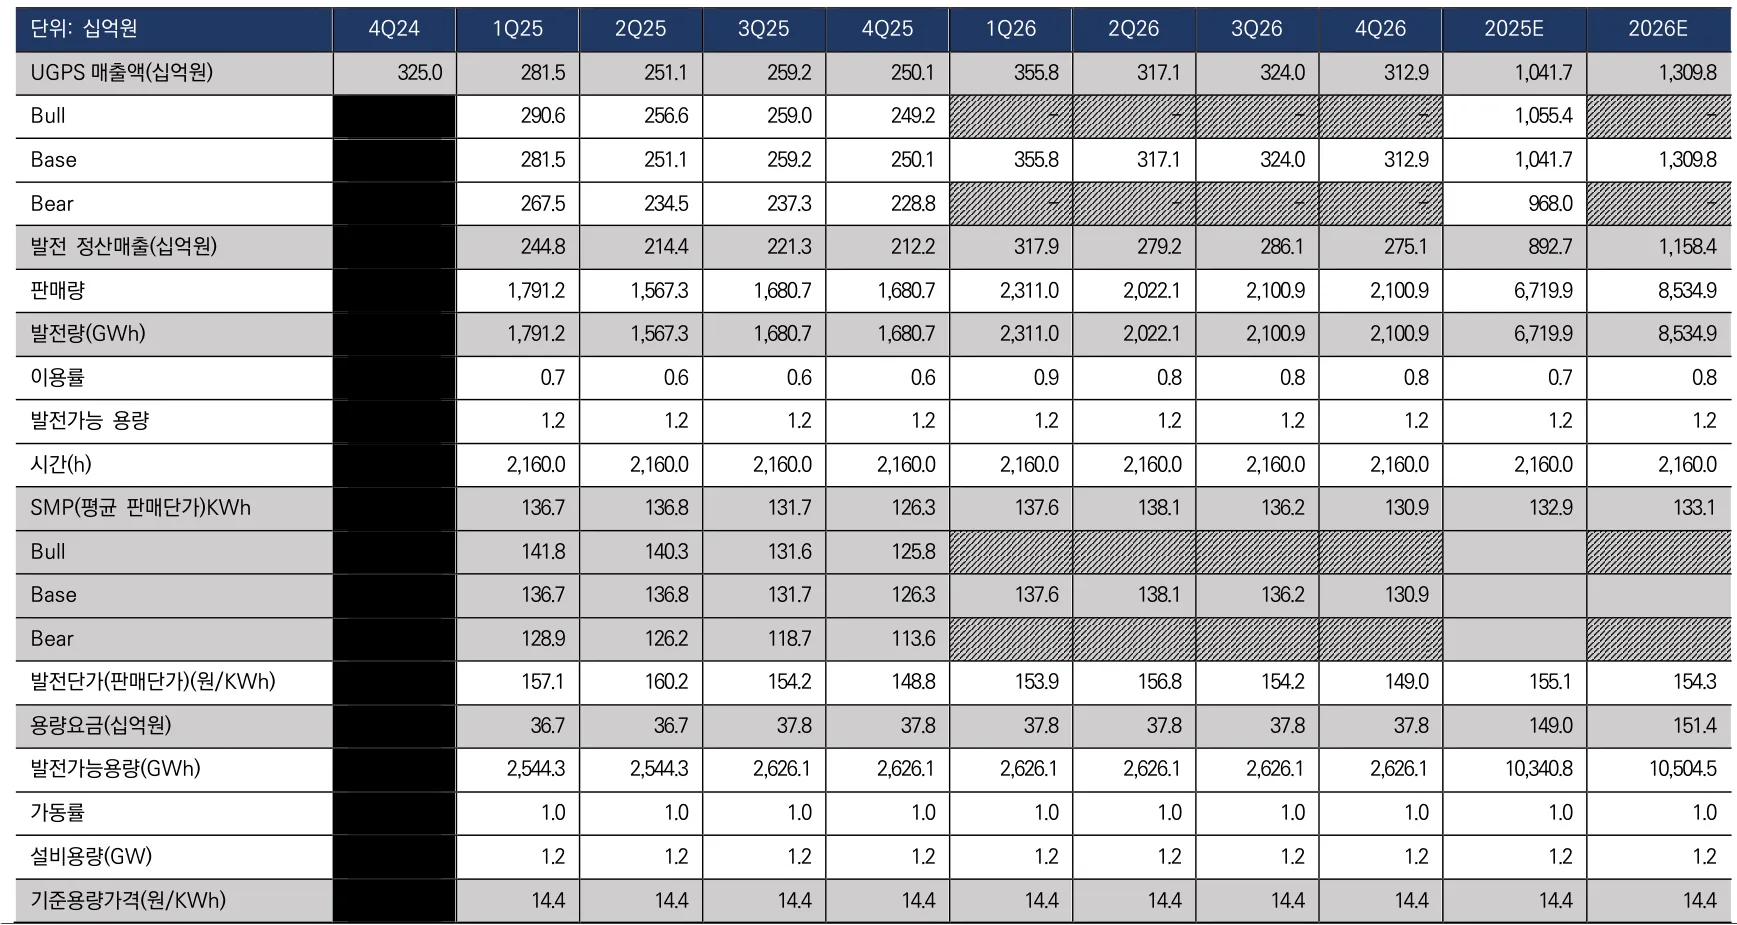 단위: 십억원 4Q24 1Q25 2Q25 3Q25 4Q25 1Q26 2Q26 3Q26 4Q26 2025E 2026E
UGPS 매출액(십억원) 325.0 281.5 251.1 259.2 250.1 355.8 317.1 324.0 312.9 1,041.7 1,309.8
Bull 290.6 256.6 259.0 249.2 - - - - 1,055.4 -
Base 281.5 251.1 259.2 250.1 355.8 317.1 324.0 312.9 1,041.7 1,309.8
Bear 267.5 234.5 237.3 228.8 - - - - 968.0 -
발전 정산매출(십억원) 244.8 214.4 221.3 212.2 317.9 279.2 286.1 275.1 892.7 1,158.4
판매량 1,791.2 1,567.3 1,680.7 1,680.7 2,311.0 2,022.1 2,100.9 2,100.9 6,719.9 8,534.9
발전량(GWh) 1,791.2 1,567.3 1,680.7 1,680.7 2,311.0 2,022.1 2,100.9 2,100.9 6,719.9 8,534.9
이용률 0.7 0.6 0.6 0.6 0.9 0.8 0.8 0.8 0.7 0.8
발전가능 용량 1.2 1.2 1.2 1.2 1.2 1.2 1.2 1.2 1.2 1.2
시간(h) 2,160.0 2,160.0 2,160.0 2,160.0 2,160.0 2,160.0 2,160.0 2,160.0 2,160.0 2,160.0
SMP(평균 판매단가)KWh 136.7 136.8 131.7 126.3 137.6 138.1 136.2 130.9 132.9 133.1
Bull 141.8 140.3 131.6 125.8
Base 136.7 136.8 131.7 126.3 137.6 138.1 136.2 130.9
Bear 128.9 126.2 118.7 113.6
발전단가(판매단가)(원/KWh) 157.1 160.2 154.2 148.8 153.9 156.8 154.2 149.0 155.1 154.3
용량요금(십억원) 36.7 36.7 37.8 37.8 37.8 37.8 37.8 37.8 149.0 151.4
발전가능용량(GWh) 2,544.3 2,544.3 2,626.1 2,626.1 2,626.1 2,626.1 2,626.1 2,626.1 10,340.8 10,504.5
가동률 1.0 1.0 1.0 1.0 1.0 1.0 1.0 1.0 1.0 1.0
설비용량(GW) 1.2 1.2 1.2 1.2 1.2 1.2 1.2 1.2 1.2 1.2
기준용량가격(원/KWh) 14.4 14.4 14.4 14.4 14.4 14.4 14.4 14.4 14.4 14.4